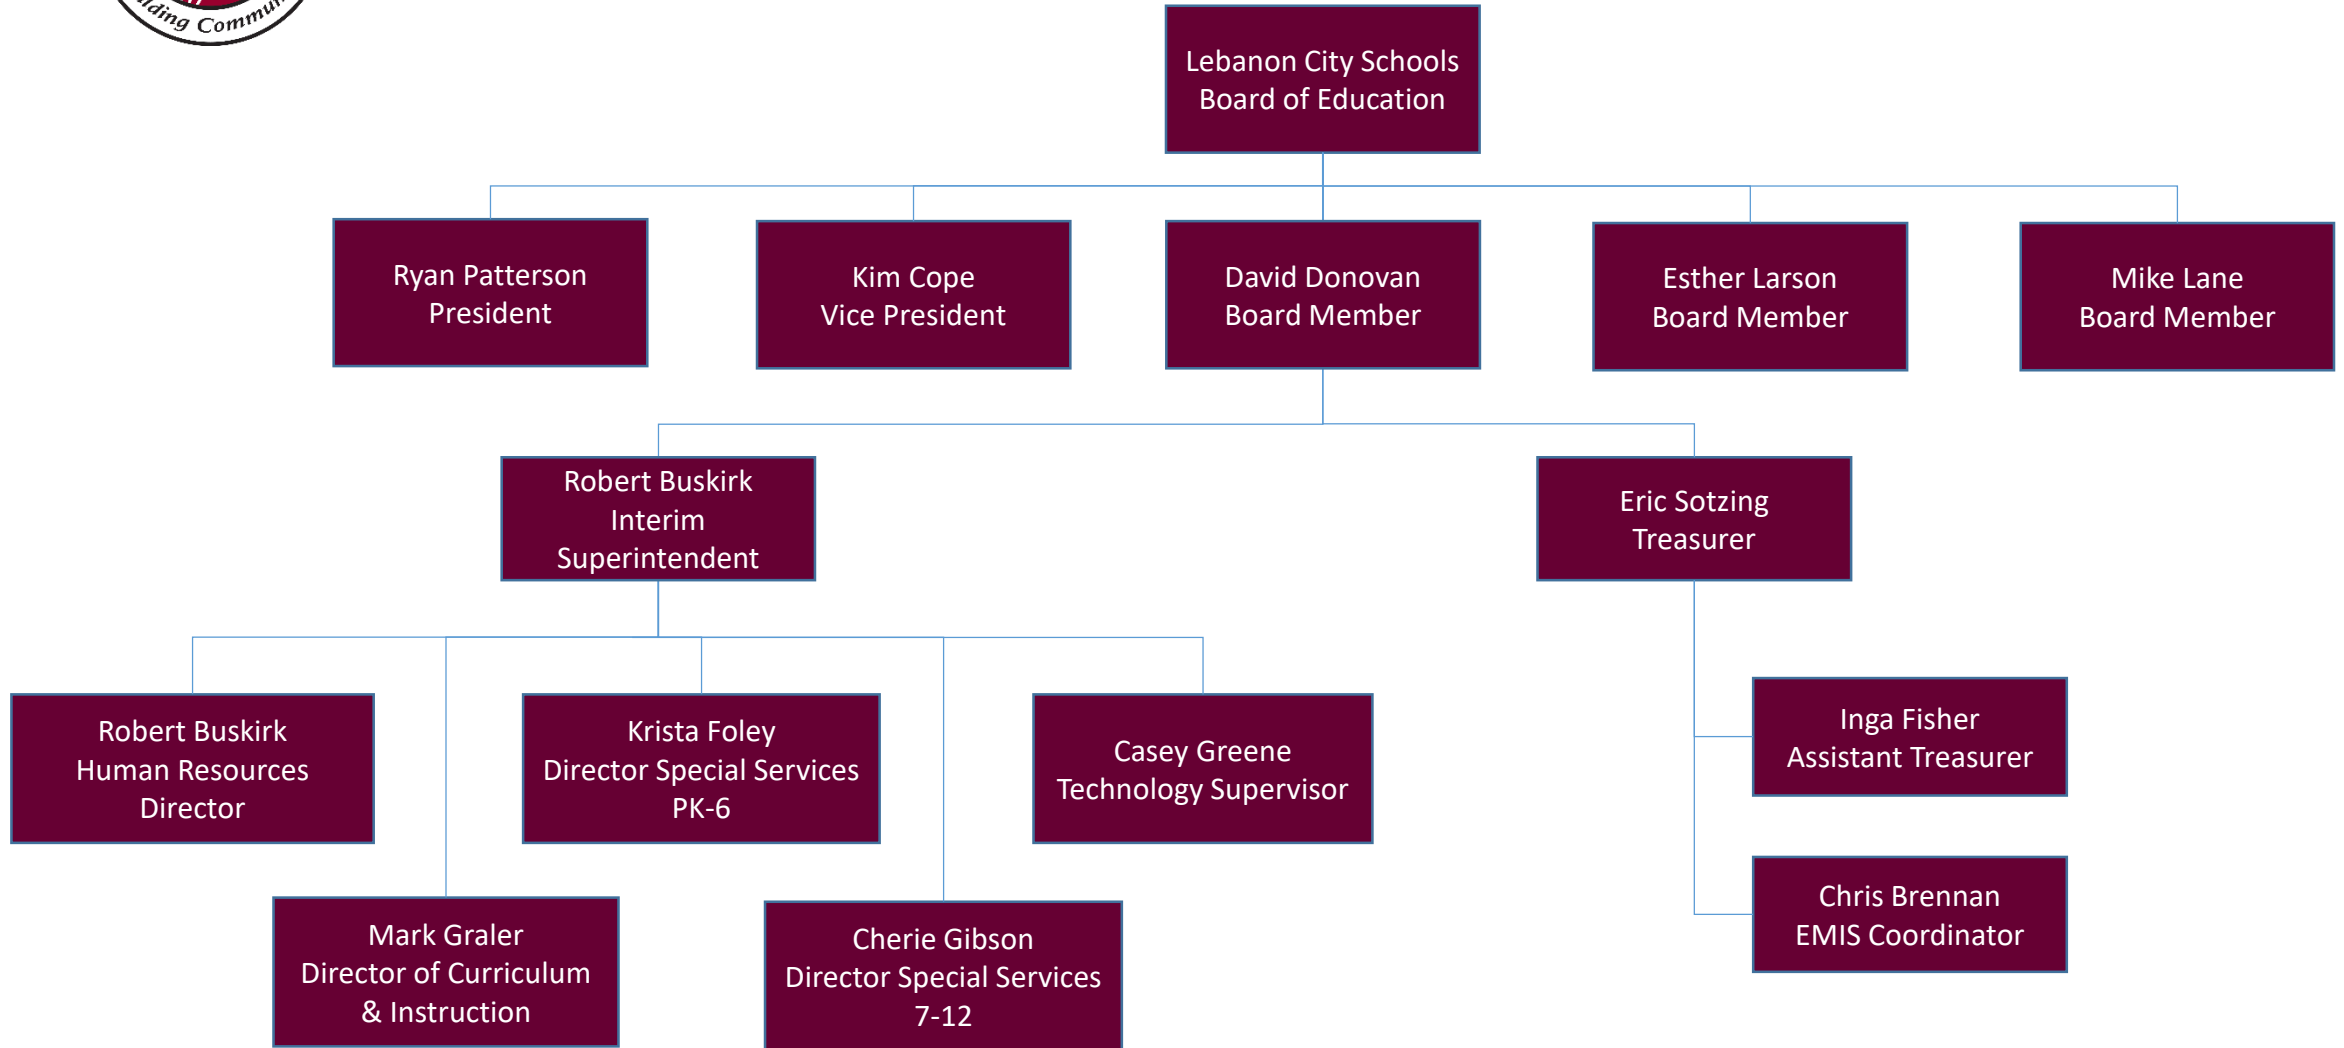 Building Commun
Lebanon City Schools
Board of Education
Ryan Patterson
President
Kim Cope
Vice President
David Donovan
Board Member
Esther Larson
Board Member
Mike Lane
Board Member
Robert Buskirk
Interim
Superintendent
Eric Sotzing
Treasurer
Robert Buskirk
Human Resources
Director
Krista Foley
Director Special Services
PK-6
Casey Greene
Technology Supervisor
Inga Fisher
Assistant Treasurer
Mark Graler
Director of Curriculum
& Instruction
Cherie Gibson
Director Special Services
7-12
Chris Brennan
EMIS Coordinator